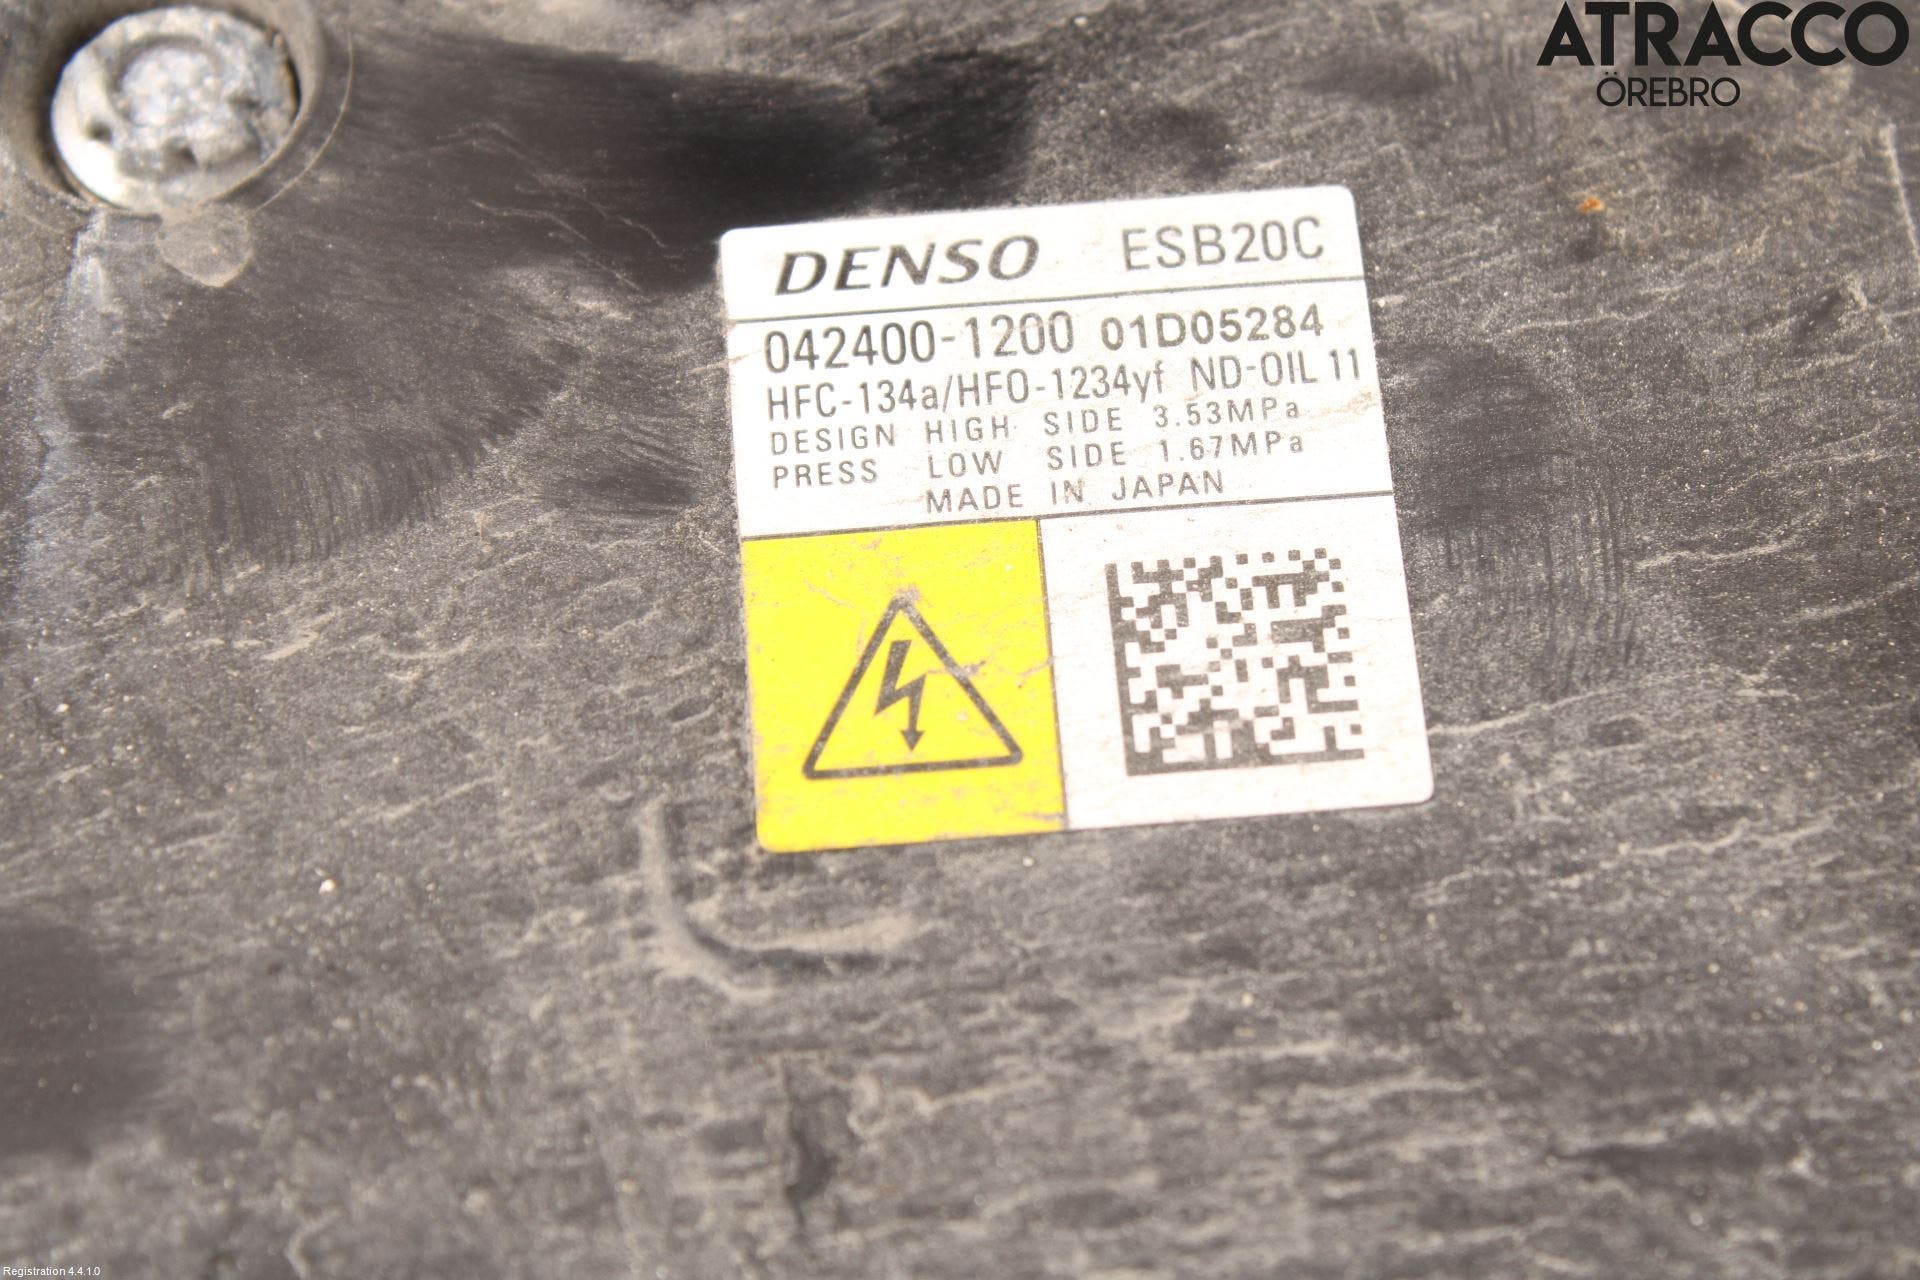 ATRACCO
ÖREBRO
DENSO ESB20C
042400-1200 01D05284
HFC-134a/HFO-1234yf ND-OIL 11
DESIGN HIGH SIDE 3.53MPa
PRESS LOW SIDE 1.67MPa
MADE IN JAPAN
Registration 4.4.1.0